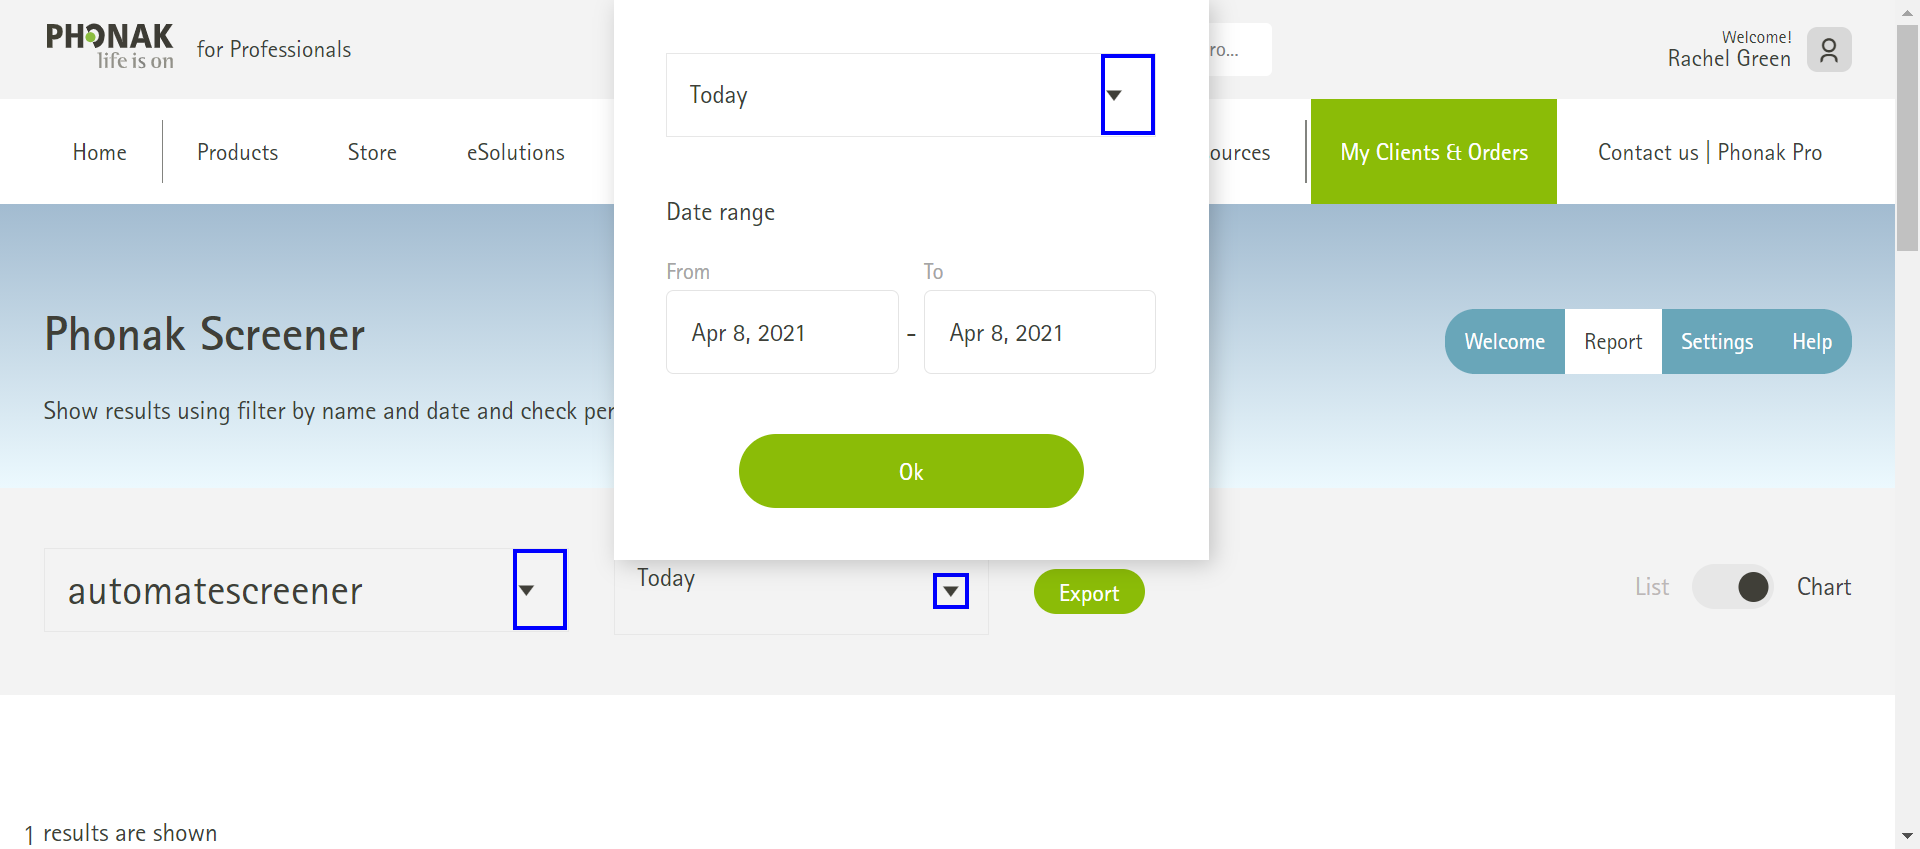 PHONAK
life is on
for Professionals
ro...
Welcome!
Rachel Green
Home
Products
Store
eSolutions
ources
My Clients & Orders
Contact us | Phonak Pro
Today
Date range
From
To
Apr 8, 2021
-
Apr 8, 2021
Ok
Phonak Screener
Show results using filter by name and date and check per
Welcome
Report
Settings
Help
automatescreener
Today
Export
List
Chart
1 results are shown